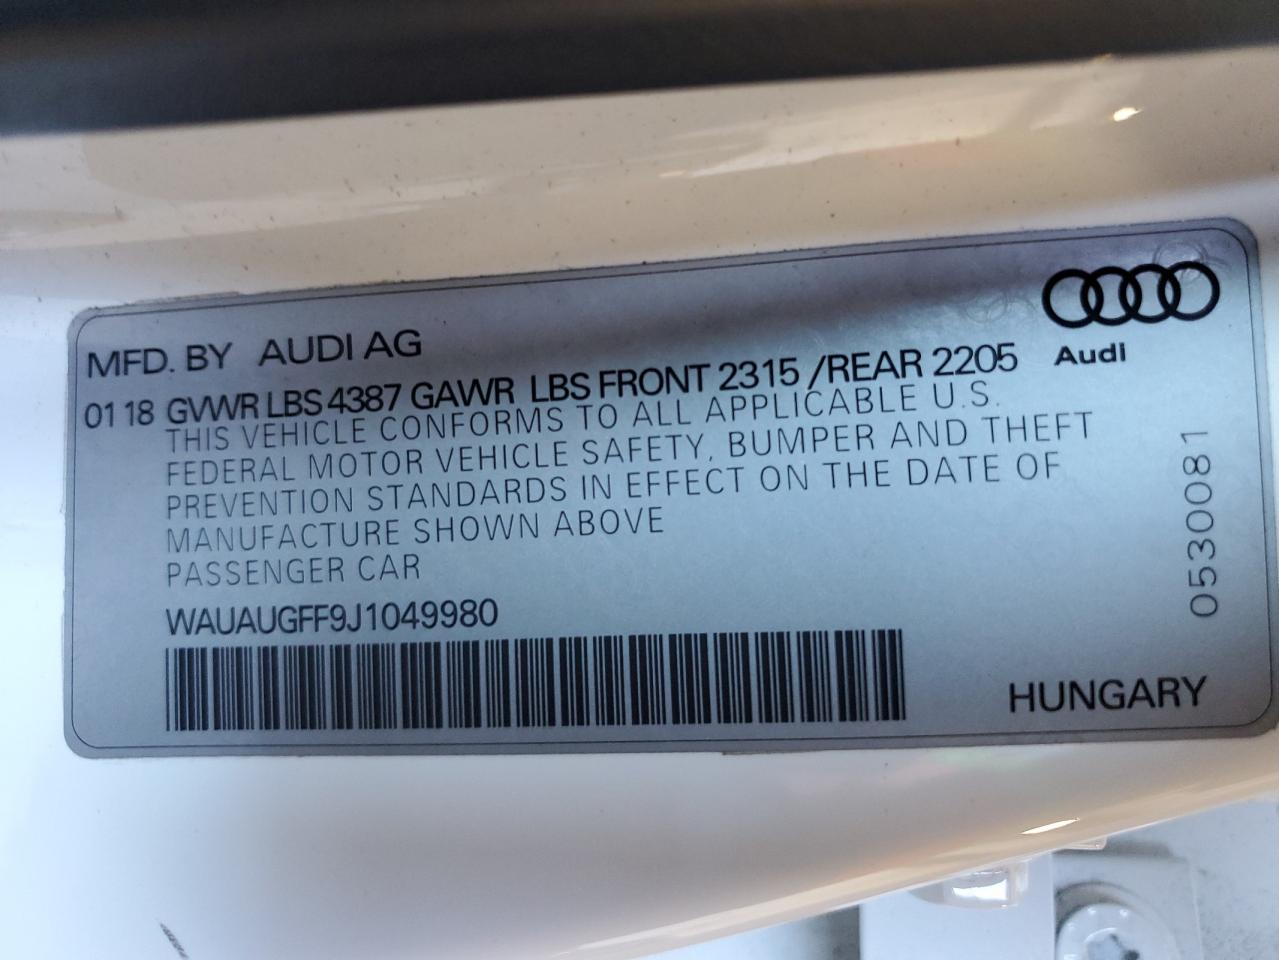 MFD. BY AUDI AG
Audi
01 18 GVWR LBS 4387 GAWR LBS FRONT 2315 /REAR 2205
THIS VEHICLE CONFORMS TO ALL APPLICABLE U.S.
FEDERAL MOTOR VEHICLE SAFETY, BUMPER AND THEFT
PREVENTION STANDARDS IN EFFECT ON THE DATE OF
MANUFACTURE SHOWN ABOVE
PASSENGER CAR
WAUAUGFF9J1049980
HUNGARY
0530081